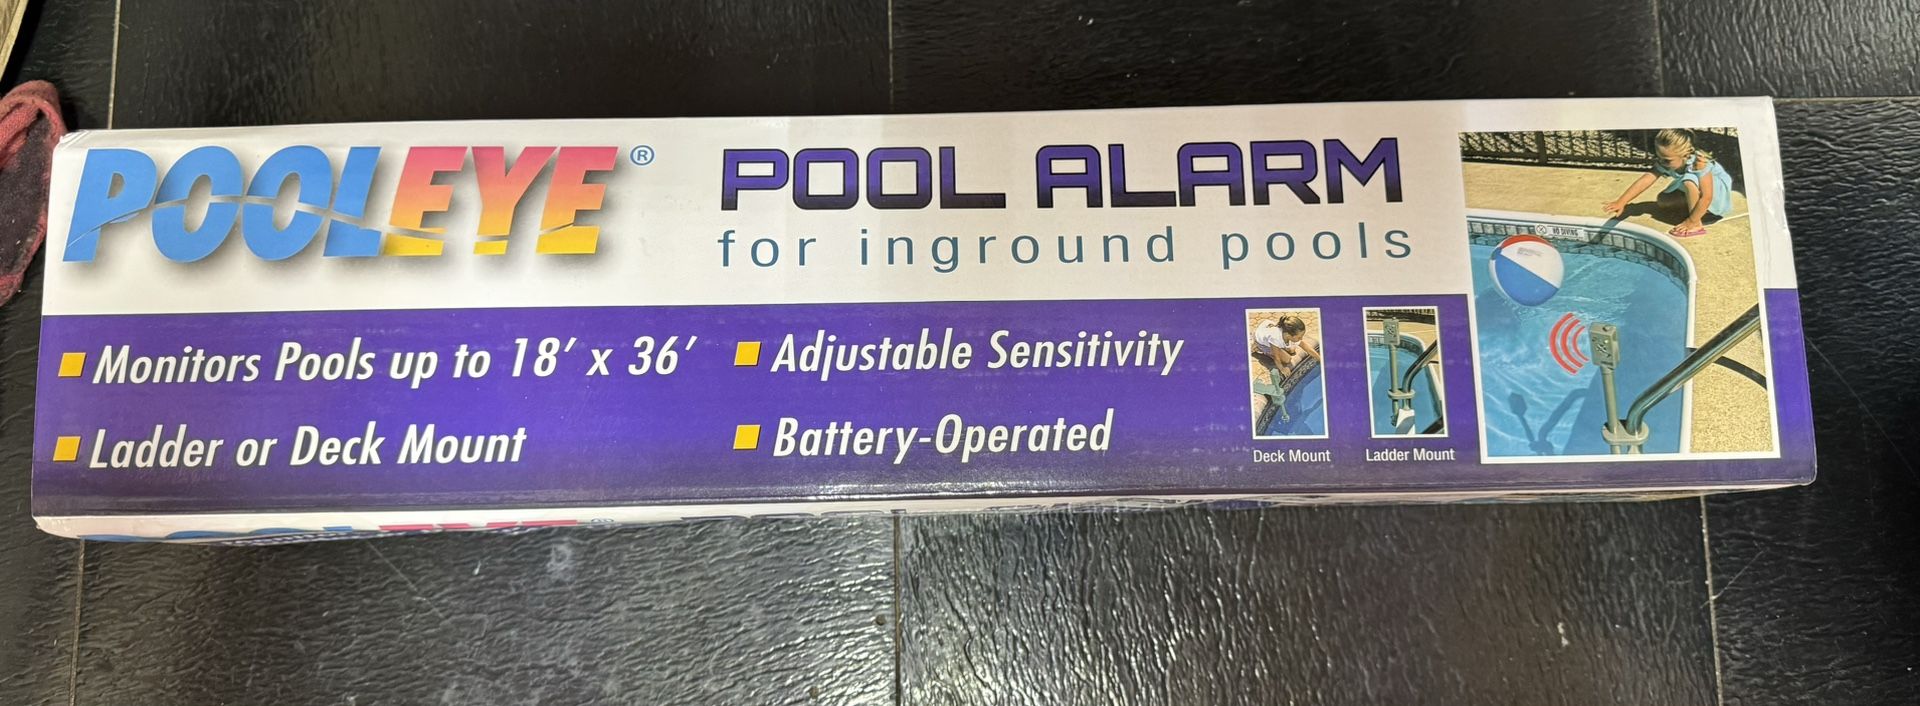 POOLEYE®
POOL ALARM
for inground pools
Monitors Pools up to 18' x 36'
Ladder or Deck Mount
Adjustable Sensitivity
Battery-Operated
Deck Mount
Ladder Mount
NO DIVING